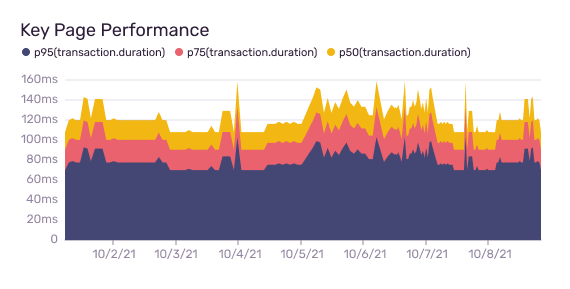 Key Page Performance
p95(transaction.duration) p75(transaction.duration) p50(transaction.duration)
160ms
140ms
120ms
100ms
80ms
60ms
40ms
20ms
0
10/2/21 10/3/21 10/4/21 10/5/21 10/6/21 10/7/21 10/8/21